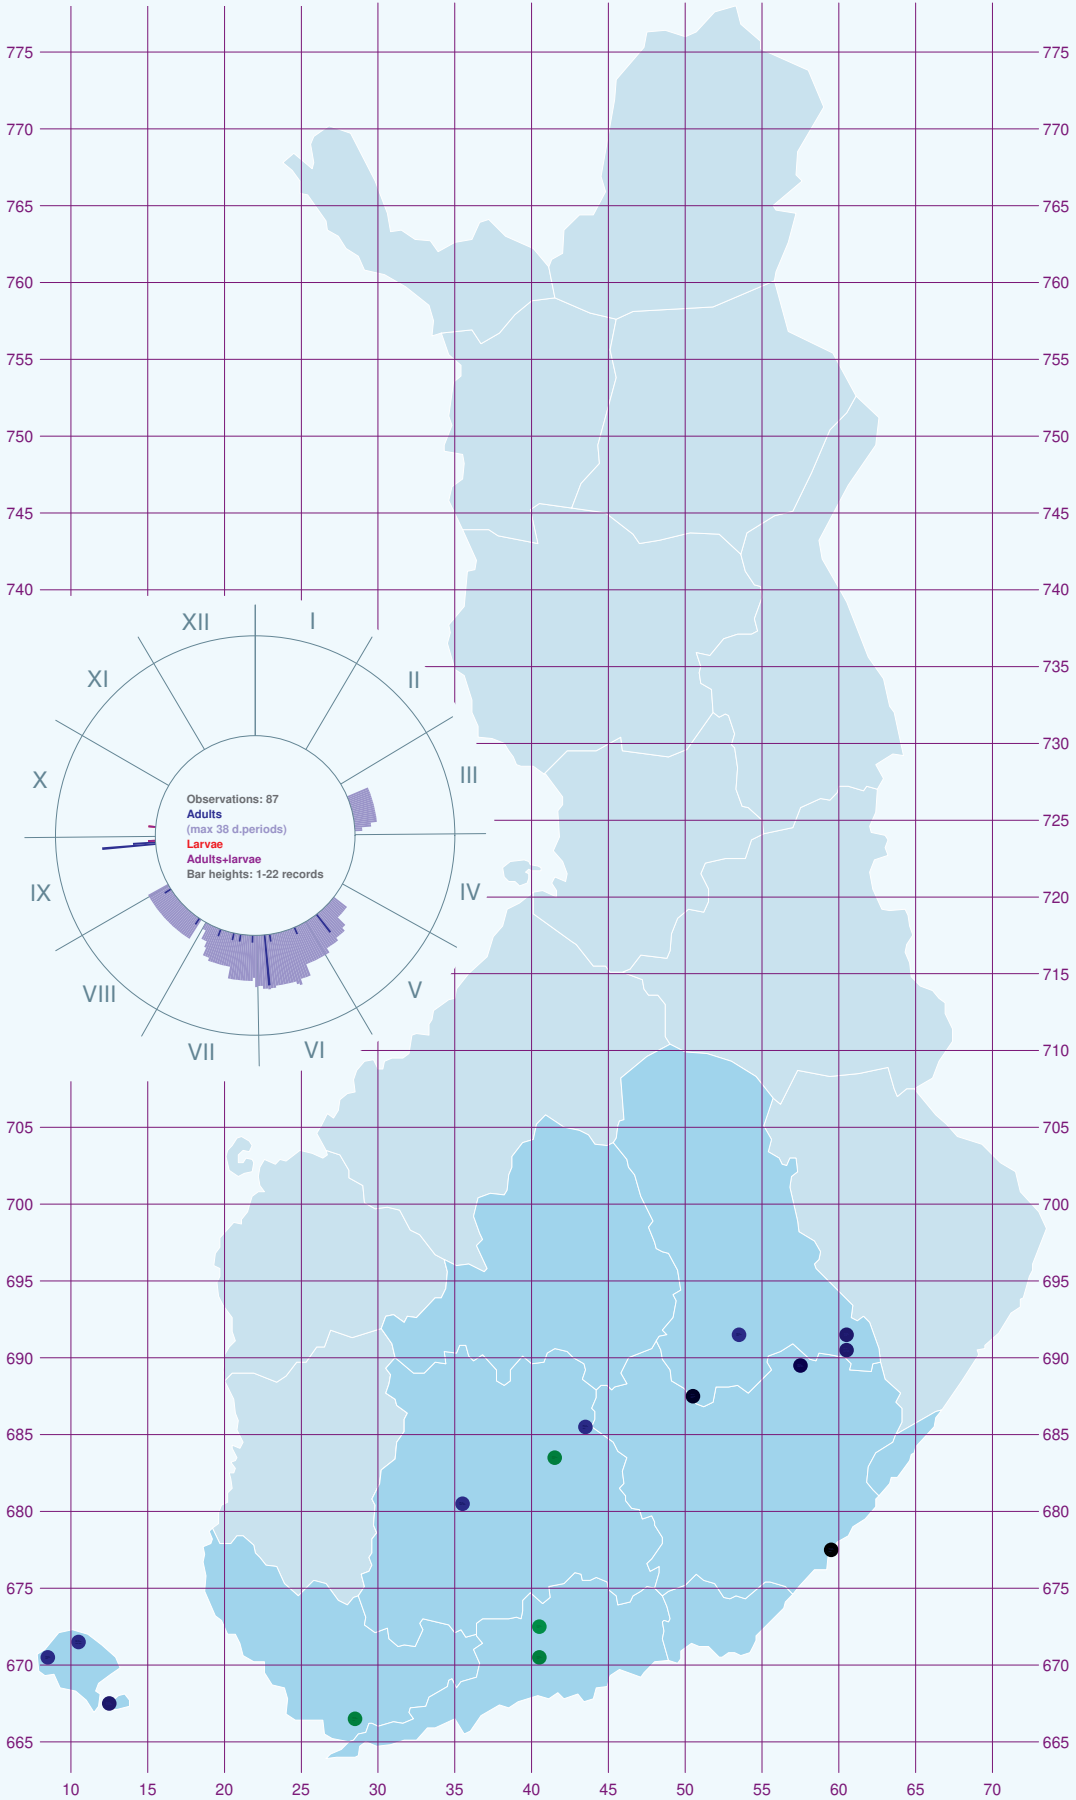 775 775
770 770
765 765
760 760
755 755
750 750
745 745
740 740
XII I
735
XI II
730
X III
Observations: 87
Adults
(max 38 d.periods)
Larvae
Adults+larvae
Bar heights: 1-22 records
725
IX IV
720
VIII V
715
VII VI
710
705 705
700 700
695 695
690 690
685 685
680 680
675 675
670 670
665 665
10 15 20 25 30 35 40 45 50 55 60 65 70